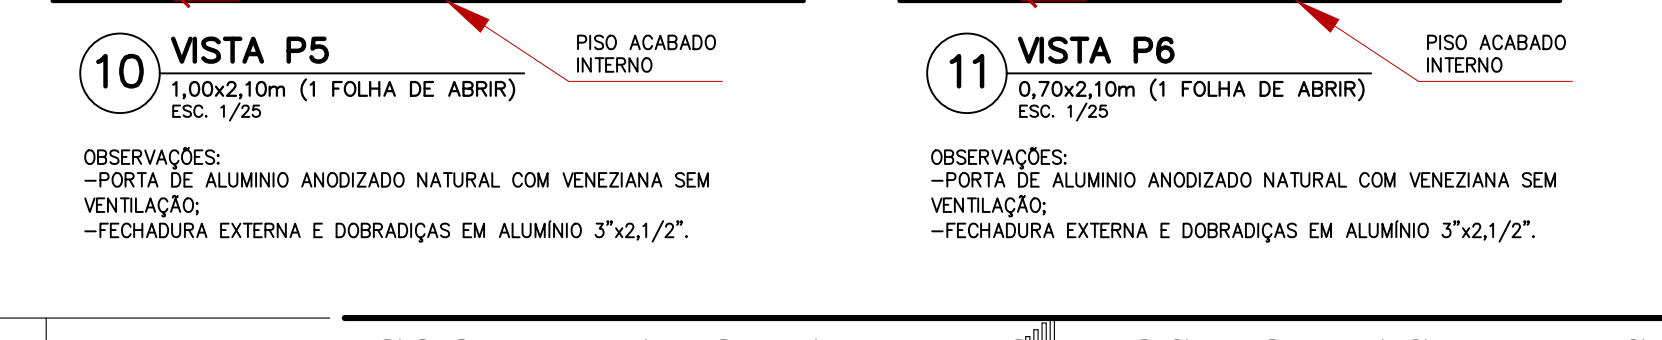 10
VISTA P5
1,00x2,10m (1 FOLHA DE ABRIR)
ESC. 1/25
PISO ACABADO
INTERNO
OBSERVAÇÕES:
-PORTA DE ALUMINIO ANODIZADO NATURAL COM VENEZIANA SEM
VENTILAÇÃO;
-FECHADURA EXTERNA E DOBRADIÇAS EM ALUMÍNIO 3"x2,1/2".
11
VISTA P6
0,70x2,10m (1 FOLHA DE ABRIR)
ESC. 1/25
PISO ACABADO
INTERNO
OBSERVAÇÕES:
-PORTA DE ALUMINIO ANODIZADO NATURAL COM VENEZIANA SEM
VENTILAÇÃO;
-FECHADURA EXTERNA E DOBRADIÇAS EM ALUMÍNIO 3"x2,1/2".